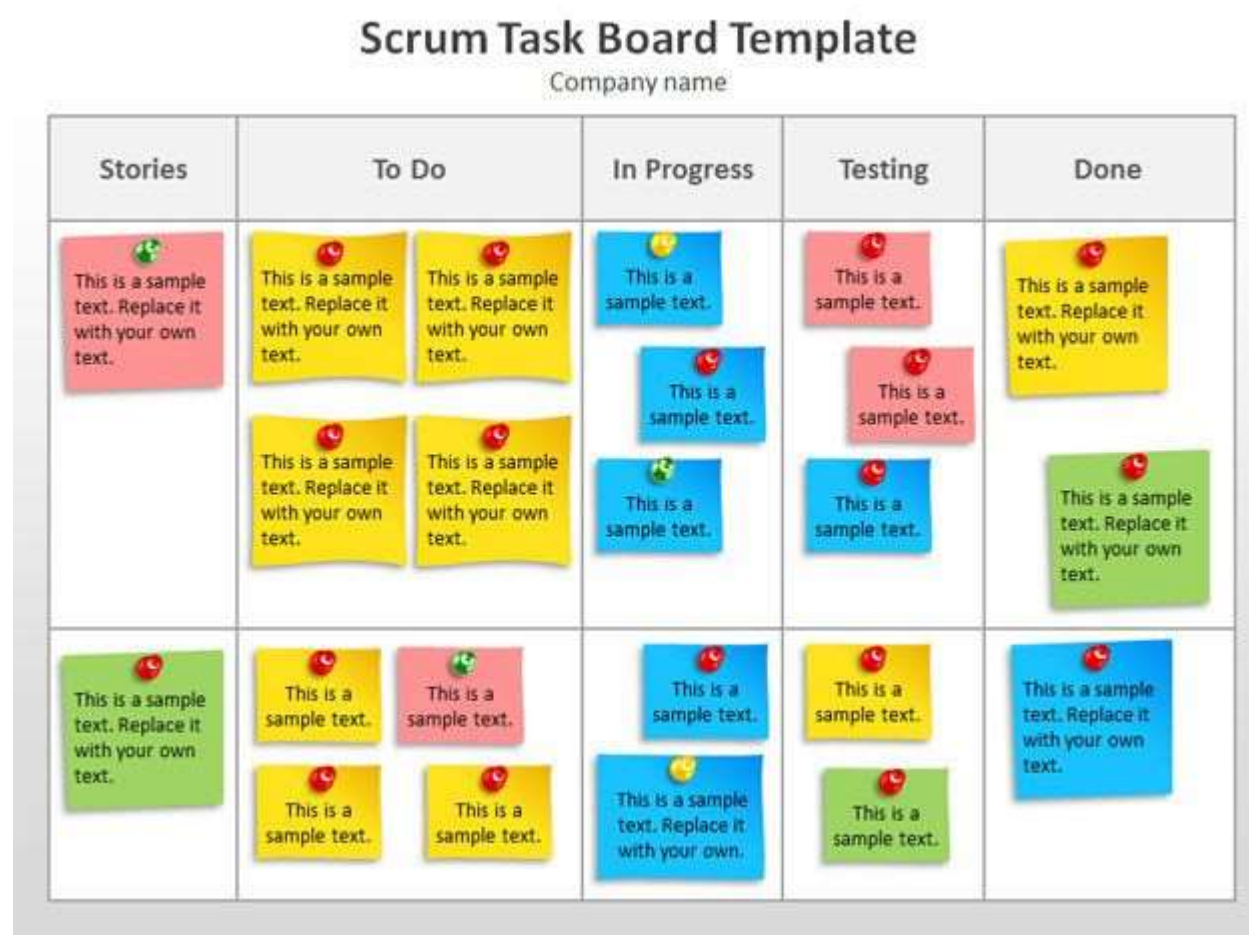 Scrum Task Board Template
Company name
Stories
To Do
In Progress
Testing
Done
This is a sample
text. Replace it
with your own
text.
This is a sample
text. Replace it
with your own
text.
This is a sample
text. Replace it
with your own
text.
This is a sample
text. Replace it
with your own
text.
This is a sample
text. Replace it
with your own
text.
This is a
sample text.
This is a
sample text.
This is a
sample text.
This is a
sample text.
This is a
sample text.
This is a
sample text.
This is a sample
text. Replace it
with your own
text.
This is a sample
text. Replace it
with your own
text.
This is a sample
text. Replace it
with your own
text.
This is a
sample text.
This is a
sample text.
This is a
sample text.
This is a
sample text.
This is a
sample text.
This is a sample
text. Replace it
with your own.
This is a
sample text.
This is a
sample text.
This is a sample
text. Replace it
with your own
text.